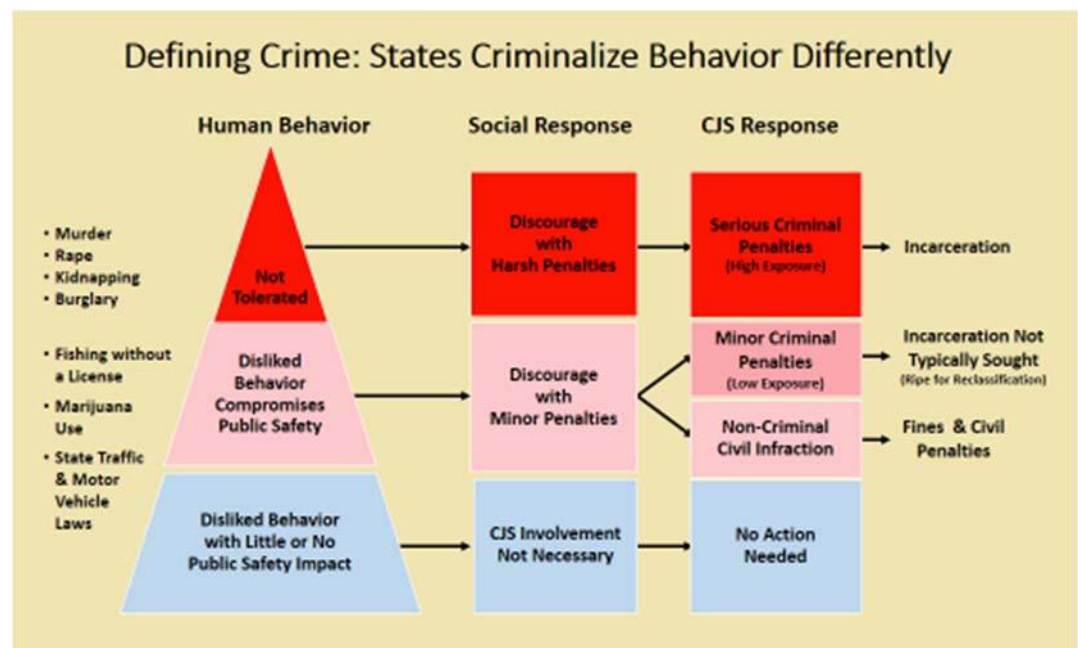 Defining Crime: States Criminalize Behavior Differently
Human Behavior
Social Response
CJS Response
• Murder
• Rape
• Kidnapping
• Burglary
Not
Tolerated
Discourage
with
Harsh Penalties
Serious Criminal
Penalties
(High Exposure)
Incarceration
• Fishing without
a License
• Marijuana
Use
• State Traffic
& Motor
Vehicle
Laws
Disliked
Behavior
Compromises
Public Safety
Discourage
with
Minor Penalties
Minor Criminal
Penalties
(Low Exposure)
Incarceration Not
Typically Sought
(Ripe for Reclassification)
Non-Criminal
Civil Infraction
Fines & Civil
Penalties
Disliked Behavior
with Little or No
Public Safety Impact
CJS Involvement
Not Necessary
No Action
Needed